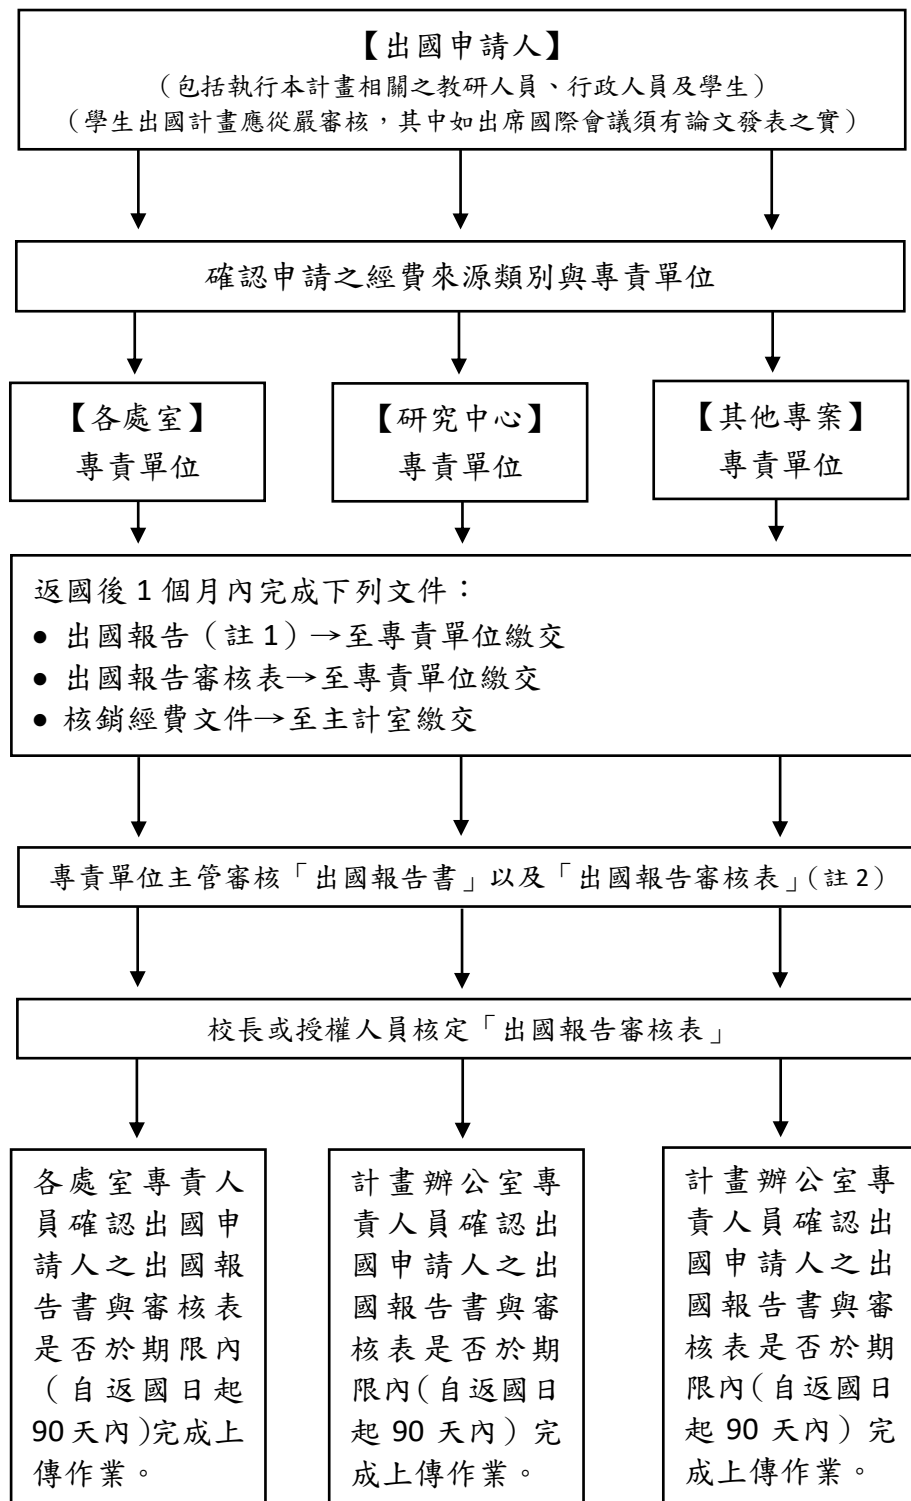 【出國申請人】
（包括執行本計畫相關之教研人員、行政人員及學生）
（學生出國計畫應從嚴審核，其中如出席國際會議須有論文發表之實）
確認申請之經費來源類別與專責單位
【各處室】
專責單位
【研究中心】
專責單位
【其他專案】
專責單位
返國後 1 個月內完成下列文件：
● 出國報告（註 1）→至專責單位繳交
● 出國報告審核表→至專責單位繳交
● 核銷經費文件→至主計室繳交
專責單位主管審核「出國報告書」以及「出國報告審核表」（註 2）
校長或授權人員核定「出國報告審核表」
各處室專責人
員確認出國申
請人之出國報
告書與審核表
是否於期限內
（自返國日起
90 天內）完成上
傳作業。
計畫辦公室專
責人員確認出
國申請人之出
國報告書與審
核表是否於期
限內（自返國日
起 90 天內）完
成上傳作業。
計畫辦公室專
責人員確認出
國申請人之出
國報告書與審
核表是否於期
限內（自返國日
起 90 天內）完
成上傳作業。